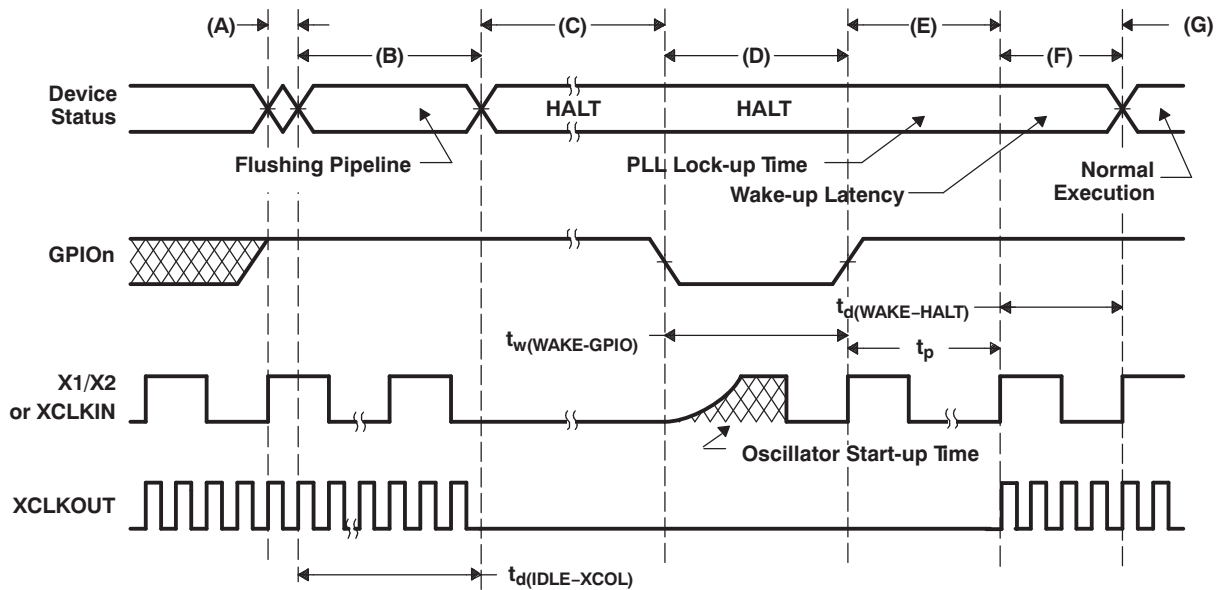 (A)
(C)
(E)
(G)
(B)
(D)
(F)
Device
Status
HALT
HALT
Flushing Pipeline
PLL Lock-up Time
Wake-up Latency
Normal
Execution
GPIOn
td(WAKE−HALT)
tw(WAKE-GPIO)
tp
X1/X2
or XCLKIN
Oscillator Start-up Time
XCLKOUT
td(IDLE−XCOL)